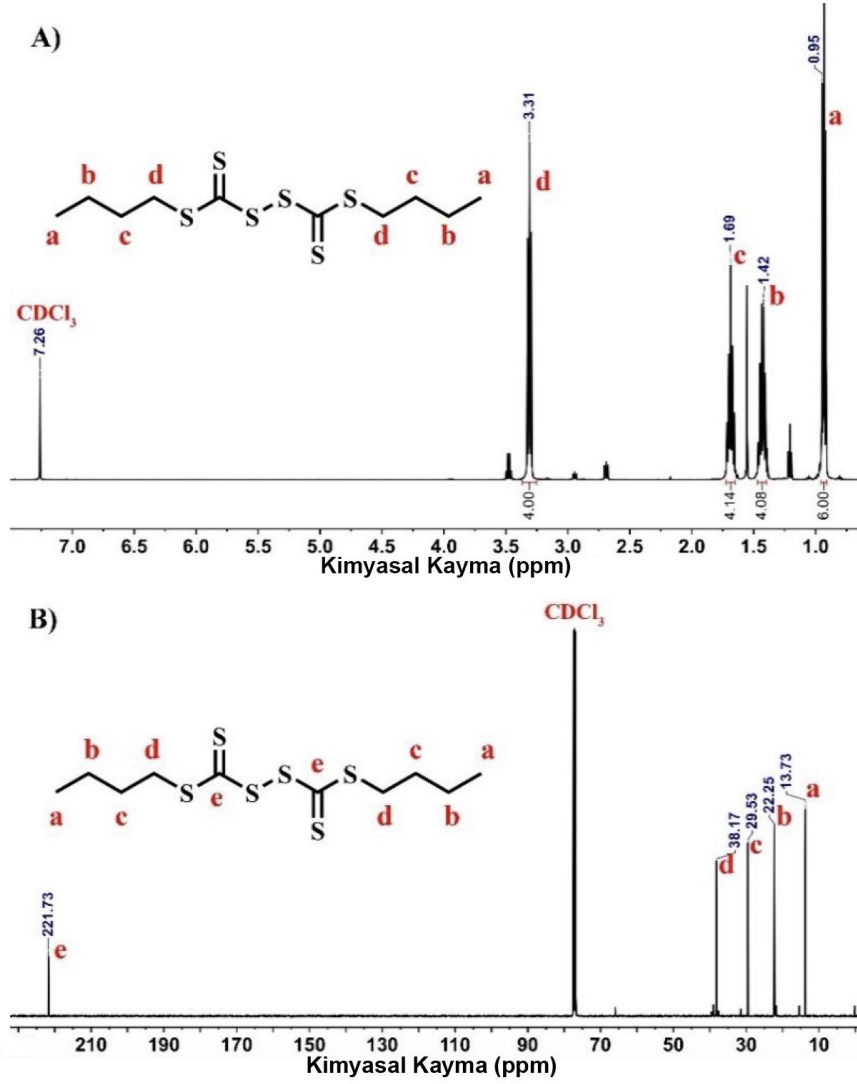 A)
0.95
a
3.31
d
S
b d c a
S S
S S
a c d b
S
1.69
c
1.42
b
CDCl3
7.26
4.00 4.14 4.08 6.00
7.0 6.5 6.0 5.5 5.0 4.5 4.0 3.5 3.0 2.5 2.0 1.5 1.0
Kimyasal Kayma (ppm)
B)
CDCl3
S
b d c a
S e S
S e S
a c d b
S
38.17
d
29.53
c
22.25
b
13.73
a
221.73
e
210 190 170 150 130 110 90 70 50 30 10
Kimyasal Kayma (ppm)